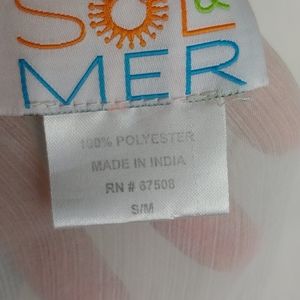 SOL &
MER
100% POLYESTER
MADE IN INDIA
RN # 67508
S/M